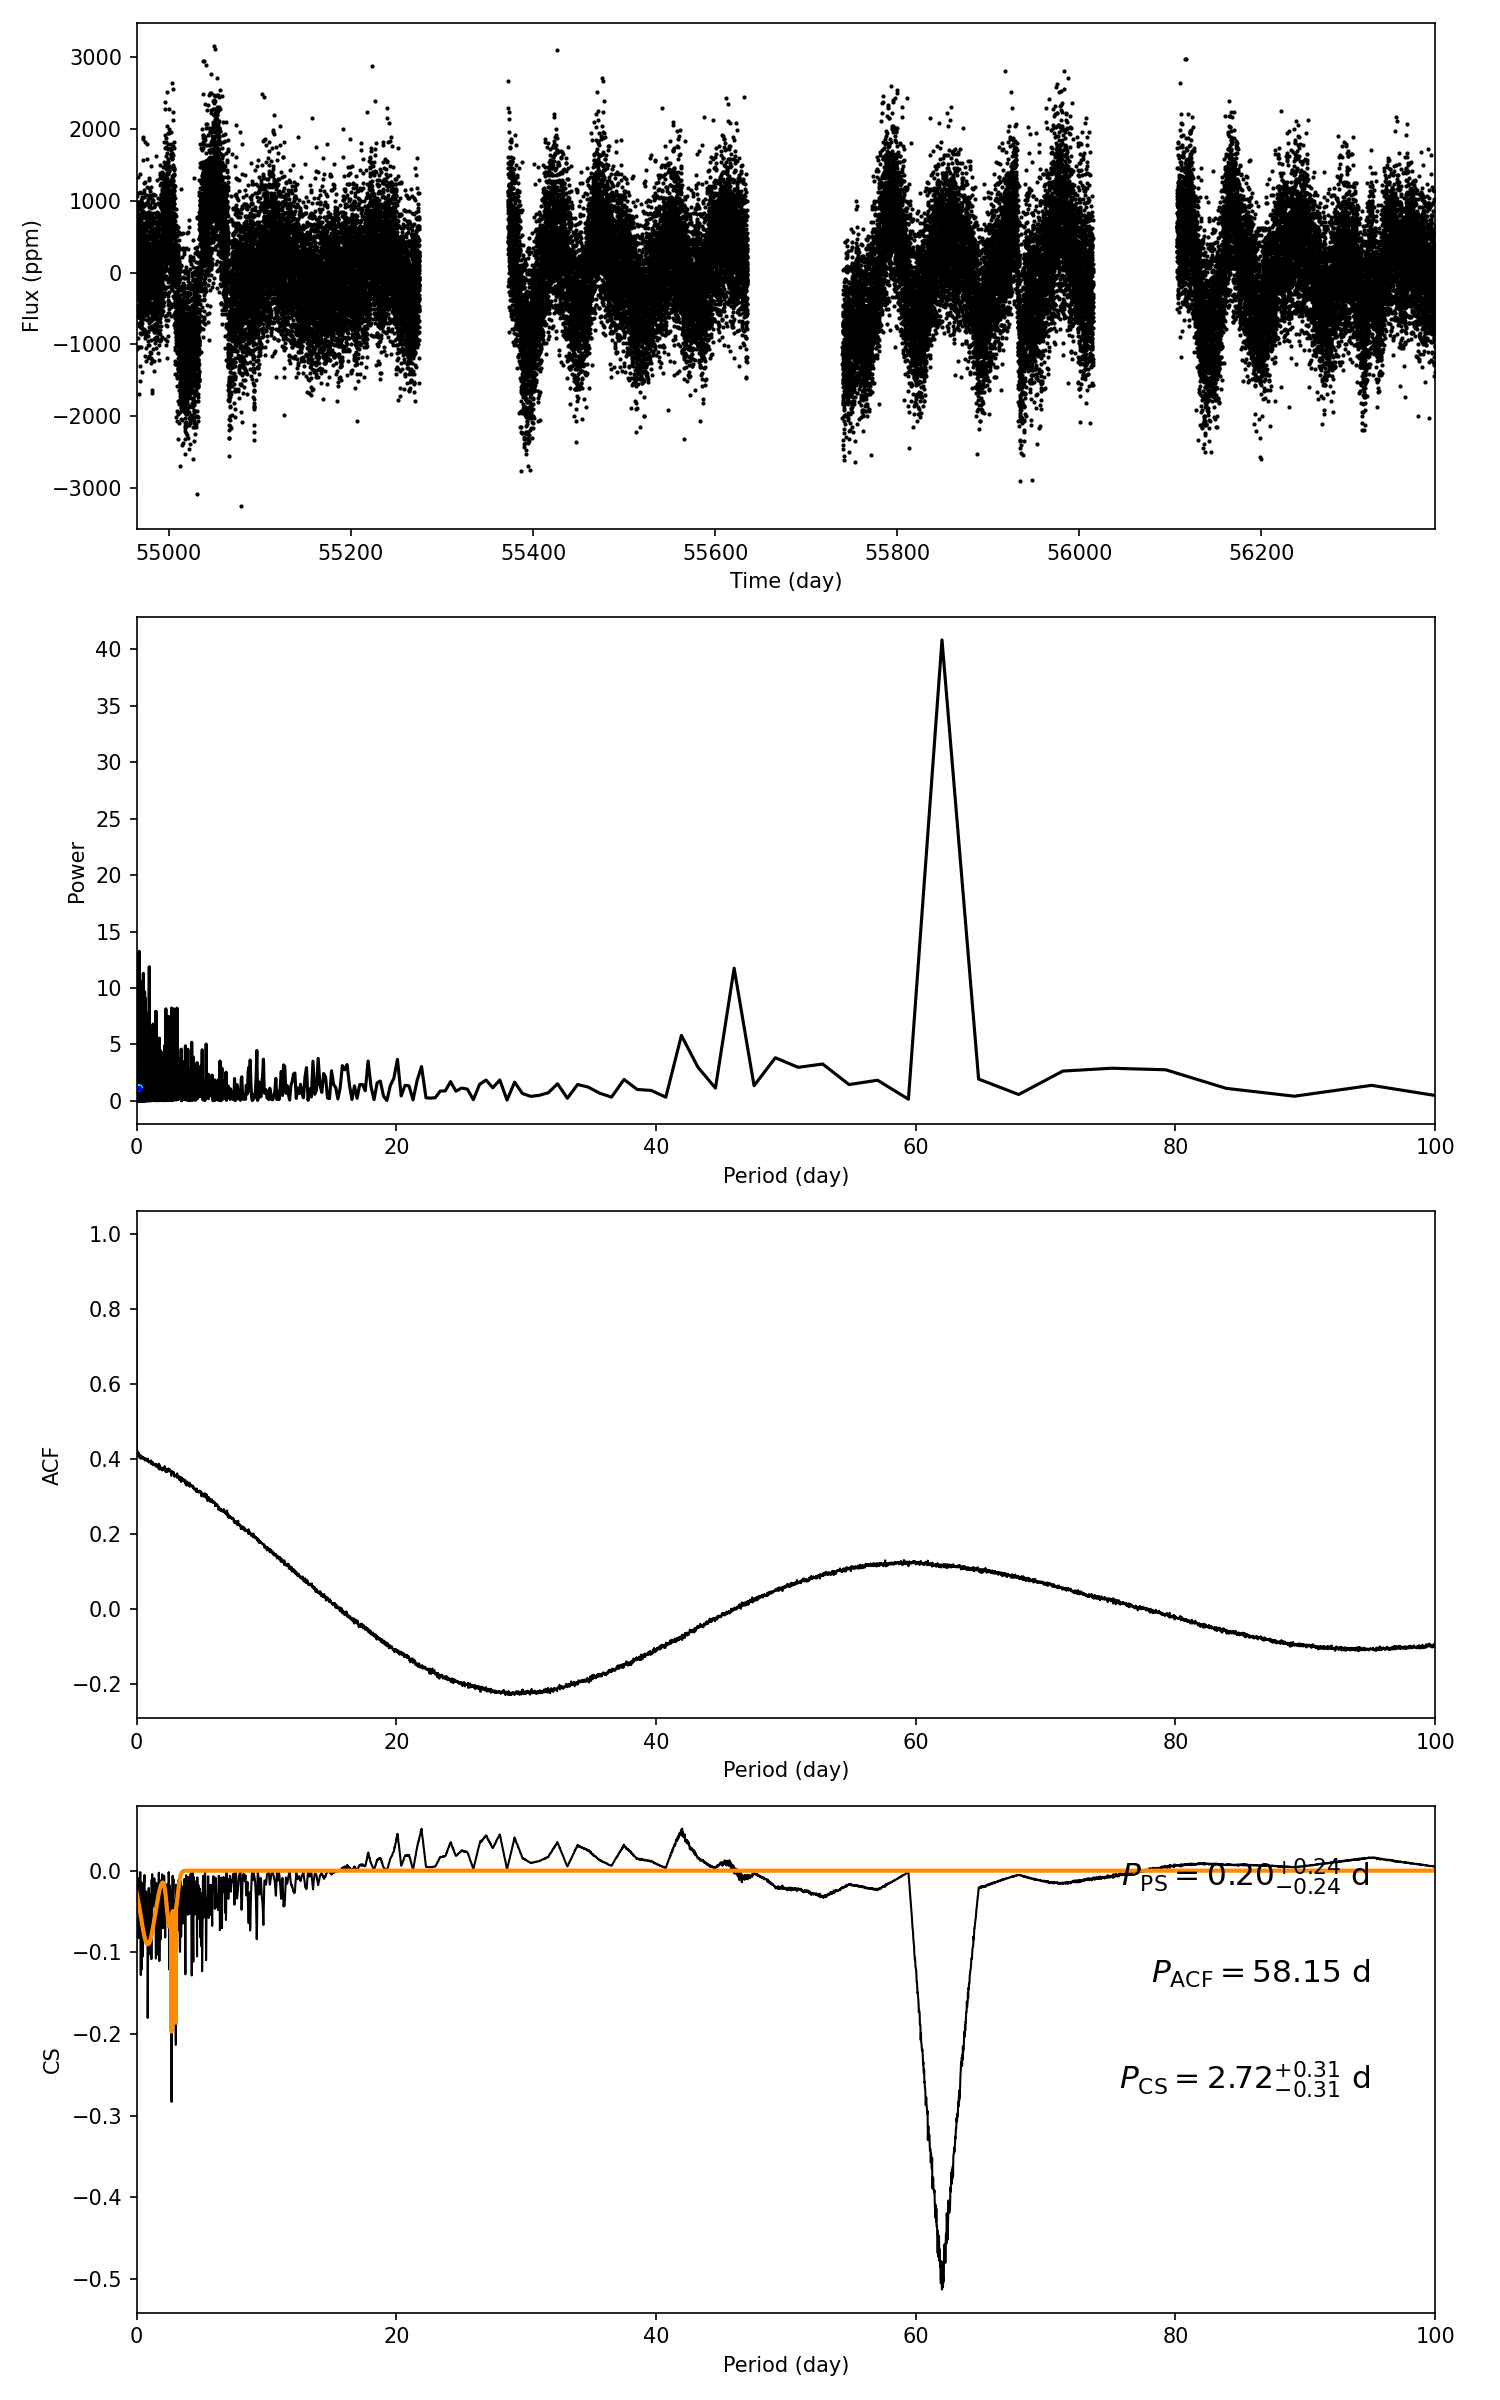 3000
2000
1000
0
−1000
−2000
−3000
Flux (ppm)
55000 55200 55400 55600 55800 56000 56200
Time (day)
40
35
30
25
20
15
10
5
0
Power
0 20 40 60 80 100
Period (day)
1.0
0.8
0.6
0.4
0.2
0.0
−0.2
ACF
0 20 40 60 80 100
Period (day)
0.0
−0.1
−0.2
−0.3
−0.4
−0.5
CS
P_PS = 0.20^{+0.24}_{−0.24} d
P_ACF = 58.15 d
P_CS = 2.72^{+0.31}_{−0.31} d
0 20 40 60 80 100
Period (day)